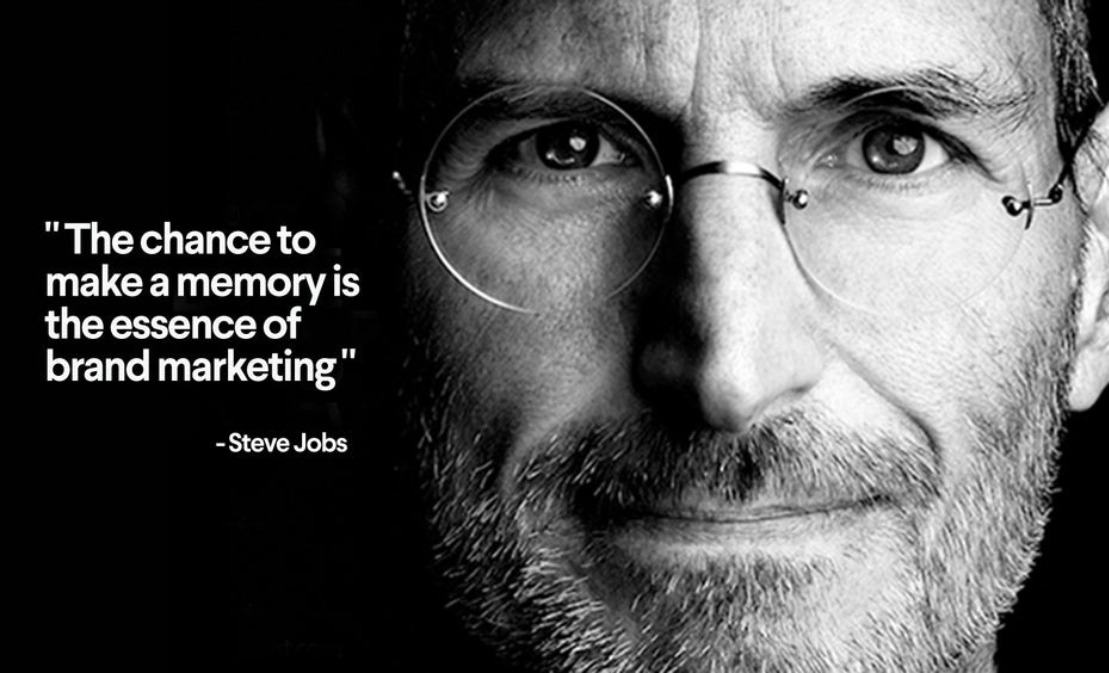 " The chance to
make a memory is
the essence of
brand marketing "
- Steve Jobs